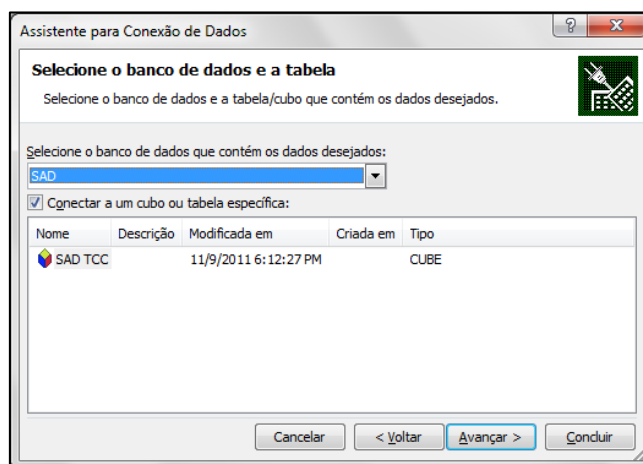 Assistente para Conexão de Dados
Selecione o banco de dados e a tabela
Selecione o banco de dados e a tabela/cubo que contém os dados desejados.
Selecione o banco de dados que contém os dados desejados:
SAD
Conectar a um cubo ou tabela específica:
Nome Descrição Modificada em Criada em Tipo
SAD TCC 11/9/2011 6:12:27 PM CUBE
Cancelar < Voltar Avançar > Concluir